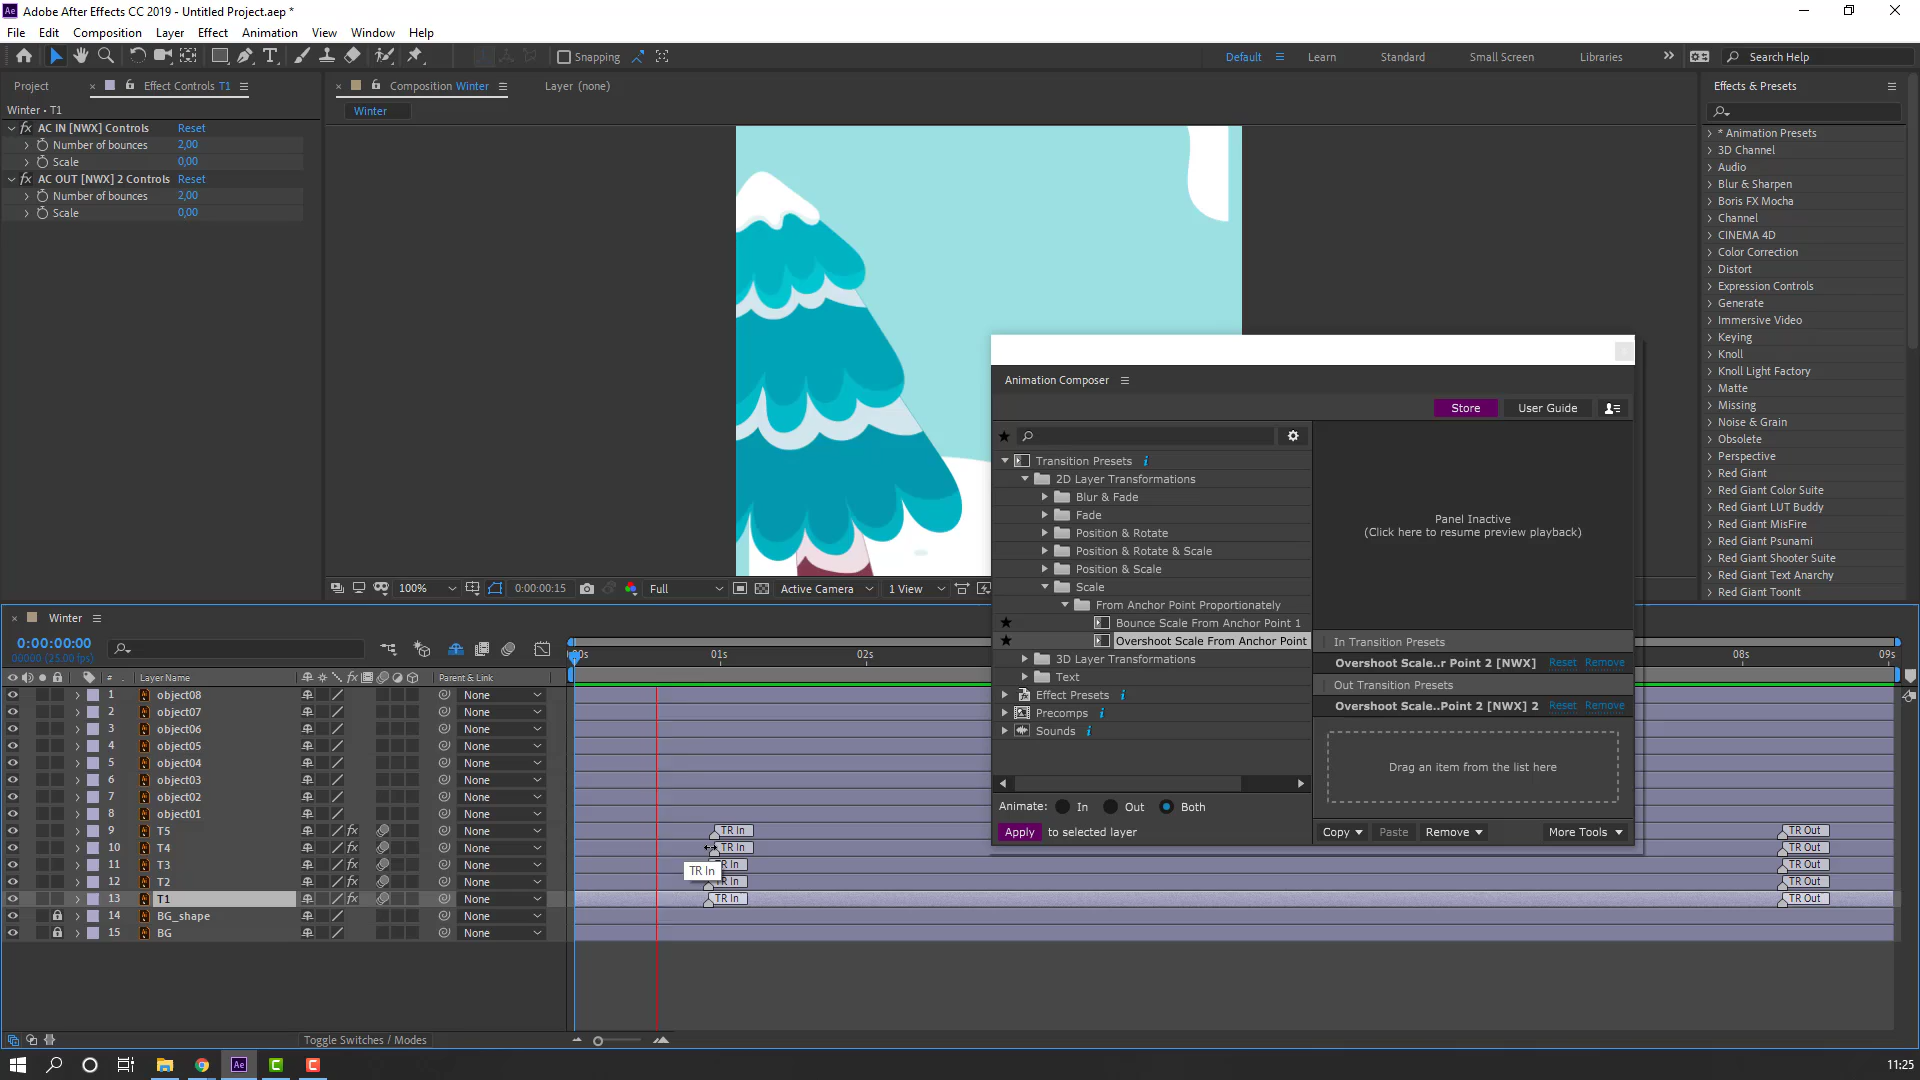 Ae Adobe After Effects CC 2019 - Untitled Project.aep *
File Edit Composition Layer Effect Animation View Window Help
Snapping
Default Learn Standard Small Screen Libraries Search Help
Project Effect Controls T1
Composition Winter
Layer (none)
Effects & Presets
Winter • T1
Winter
fx AC IN [NWX] Controls Reset
Number of bounces 2,00
Scale 0,00
fx AC OUT [NWX] 2 Controls Reset
Number of bounces 2,00
Scale 0,00
* Animation Presets
3D Channel
Audio
Blur & Sharpen
Boris FX Mocha
Channel
CINEMA 4D
Color Correction
Distort
Expression Controls
Generate
Immersive Video
Keying
Knoll
Knoll Light Factory
Matte
Missing
Noise & Grain
Obsolete
Perspective
Red Giant
Red Giant Color Suite
Red Giant LUT Buddy
Red Giant MisFire
Red Giant Psunami
Red Giant Shooter Suite
Red Giant Text Anarchy
Red Giant ToonIt
Animation Composer
Store User Guide
Transition Presets i
2D Layer Transformations
Blur & Fade
Fade
Position & Rotate
Position & Rotate & Scale
Position & Scale
Scale
From Anchor Point Proportionately
Bounce Scale From Anchor Point 1
Overshoot Scale From Anchor Point
3D Layer Transformations
Text
Effect Presets i
Precomps i
Sounds i
Panel Inactive
(Click here to resume preview playback)
In Transition Presets
Overshoot Scale..r Point 2 [NWX] Reset Remove
Out Transition Presets
Overshoot Scale..Point 2 [NWX] 2 Reset Remove
Drag an item from the list here
Animate: In Out Both
Apply to selected layer
Copy Paste Remove More Tools
100% 0:00:00:15 Full Active Camera 1 View
Winter
0:00:00:00
00000 (25.00 fps)
:00s 01s 02s 08s 09s
# Layer Name fx Parent & Link
1 object08 None
2 object07 None
3 object06 None
4 object05 None
5 object04 None
6 object03 None
7 object02 None
8 object01 None
9 T5 fx None TR In TR Out
10 T4 fx None TR In TR Out
11 T3 fx None TR In TR Out
12 T2 fx None TR In TR Out
13 T1 fx None TR In TR Out
14 BG_shape None
15 BG None
TR In
Toggle Switches / Modes
Ae
11:25